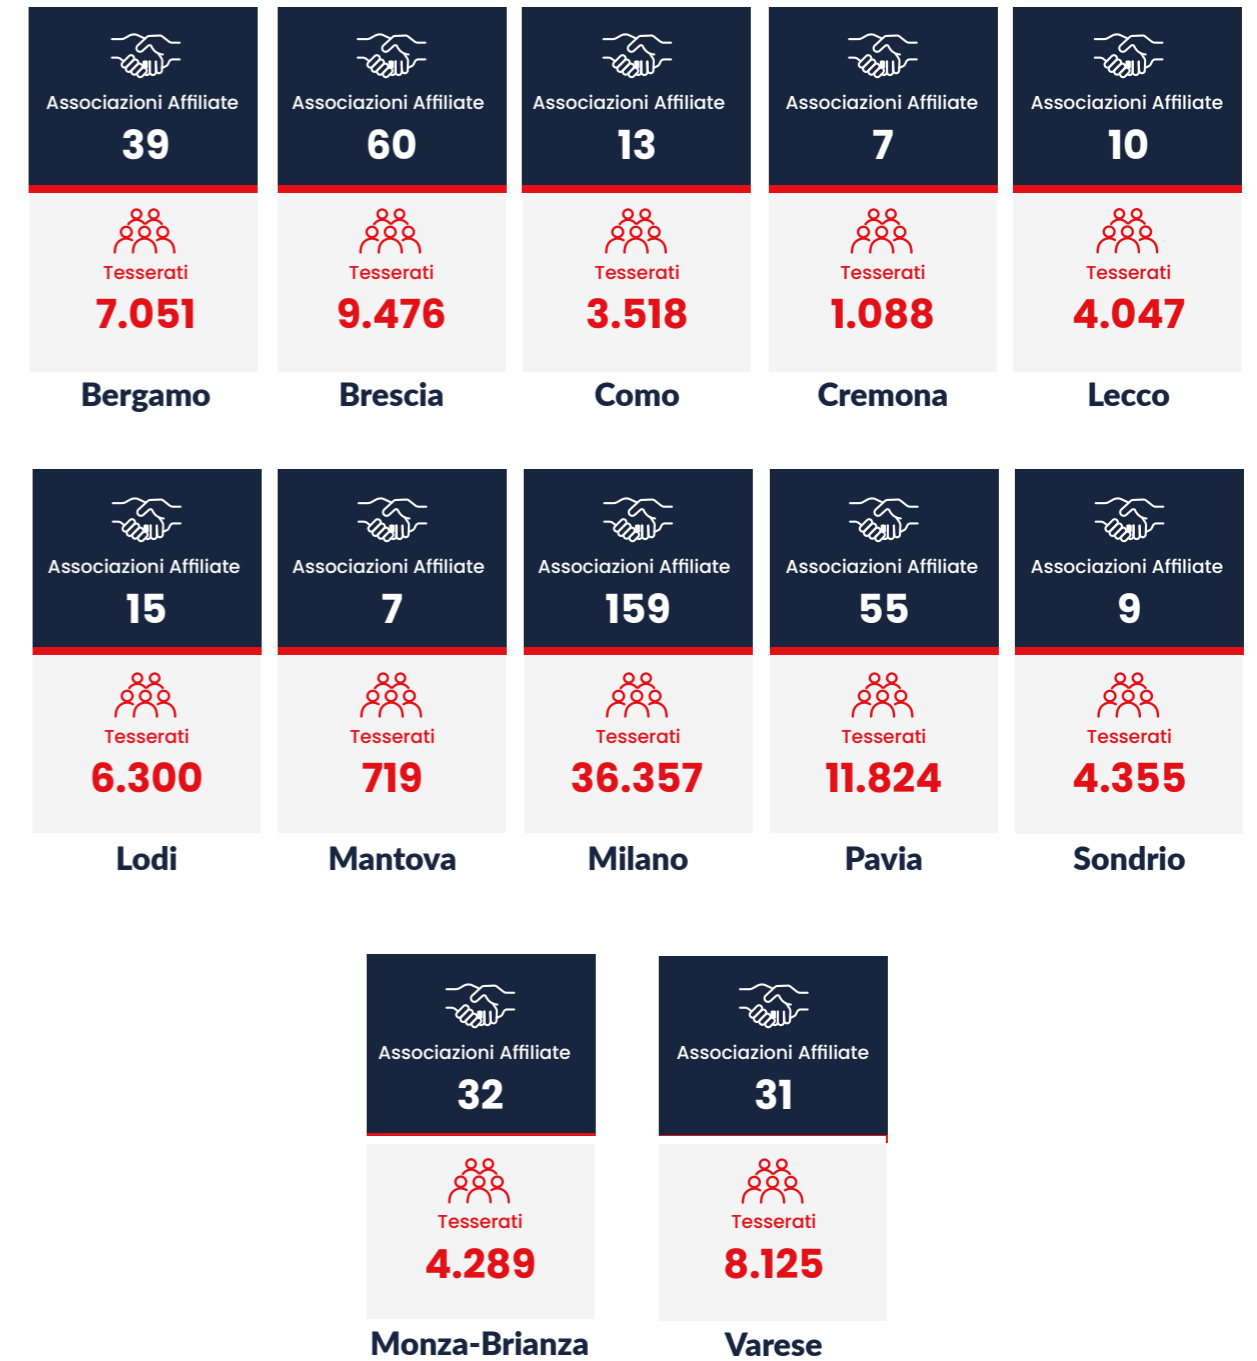 Associazioni Affiliate
39
Tesserati
7.051
Bergamo
Associazioni Affiliate
60
Tesserati
9.476
Brescia
Associazioni Affiliate
13
Tesserati
3.518
Como
Associazioni Affiliate
7
Tesserati
1.088
Cremona
Associazioni Affiliate
10
Tesserati
4.047
Lecco
Associazioni Affiliate
15
Tesserati
6.300
Lodi
Associazioni Affiliate
7
Tesserati
719
Mantova
Associazioni Affiliate
159
Tesserati
36.357
Milano
Associazioni Affiliate
55
Tesserati
11.824
Pavia
Associazioni Affiliate
9
Tesserati
4.355
Sondrio
Associazioni Affiliate
32
Tesserati
4.289
Monza-Brianza
Associazioni Affiliate
31
Tesserati
8.125
Varese